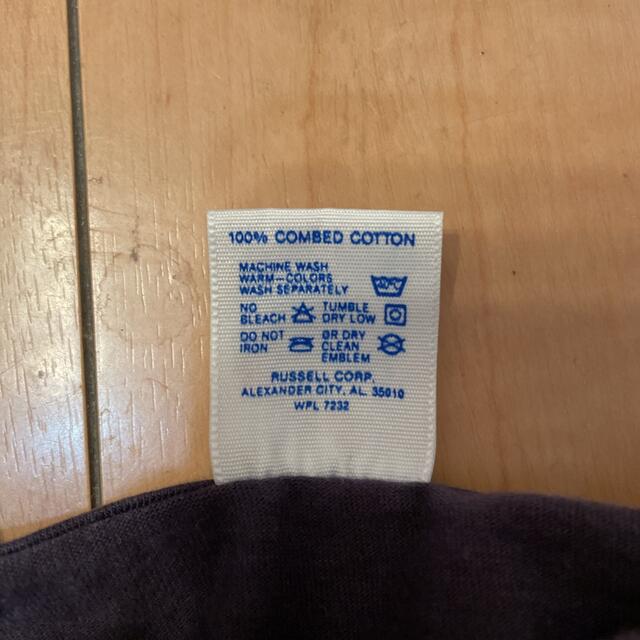 100% COMBED COTTON
MACHINE WASH
WARM-COLORS
WASH SEPARATELY
NO BLEACH TUMBLE DRY LOW
DO NOT IRON OR DRY CLEAN EMBLEM
RUSSELL CORP.
ALEXANDER CITY, AL. 35010
WPL 7232